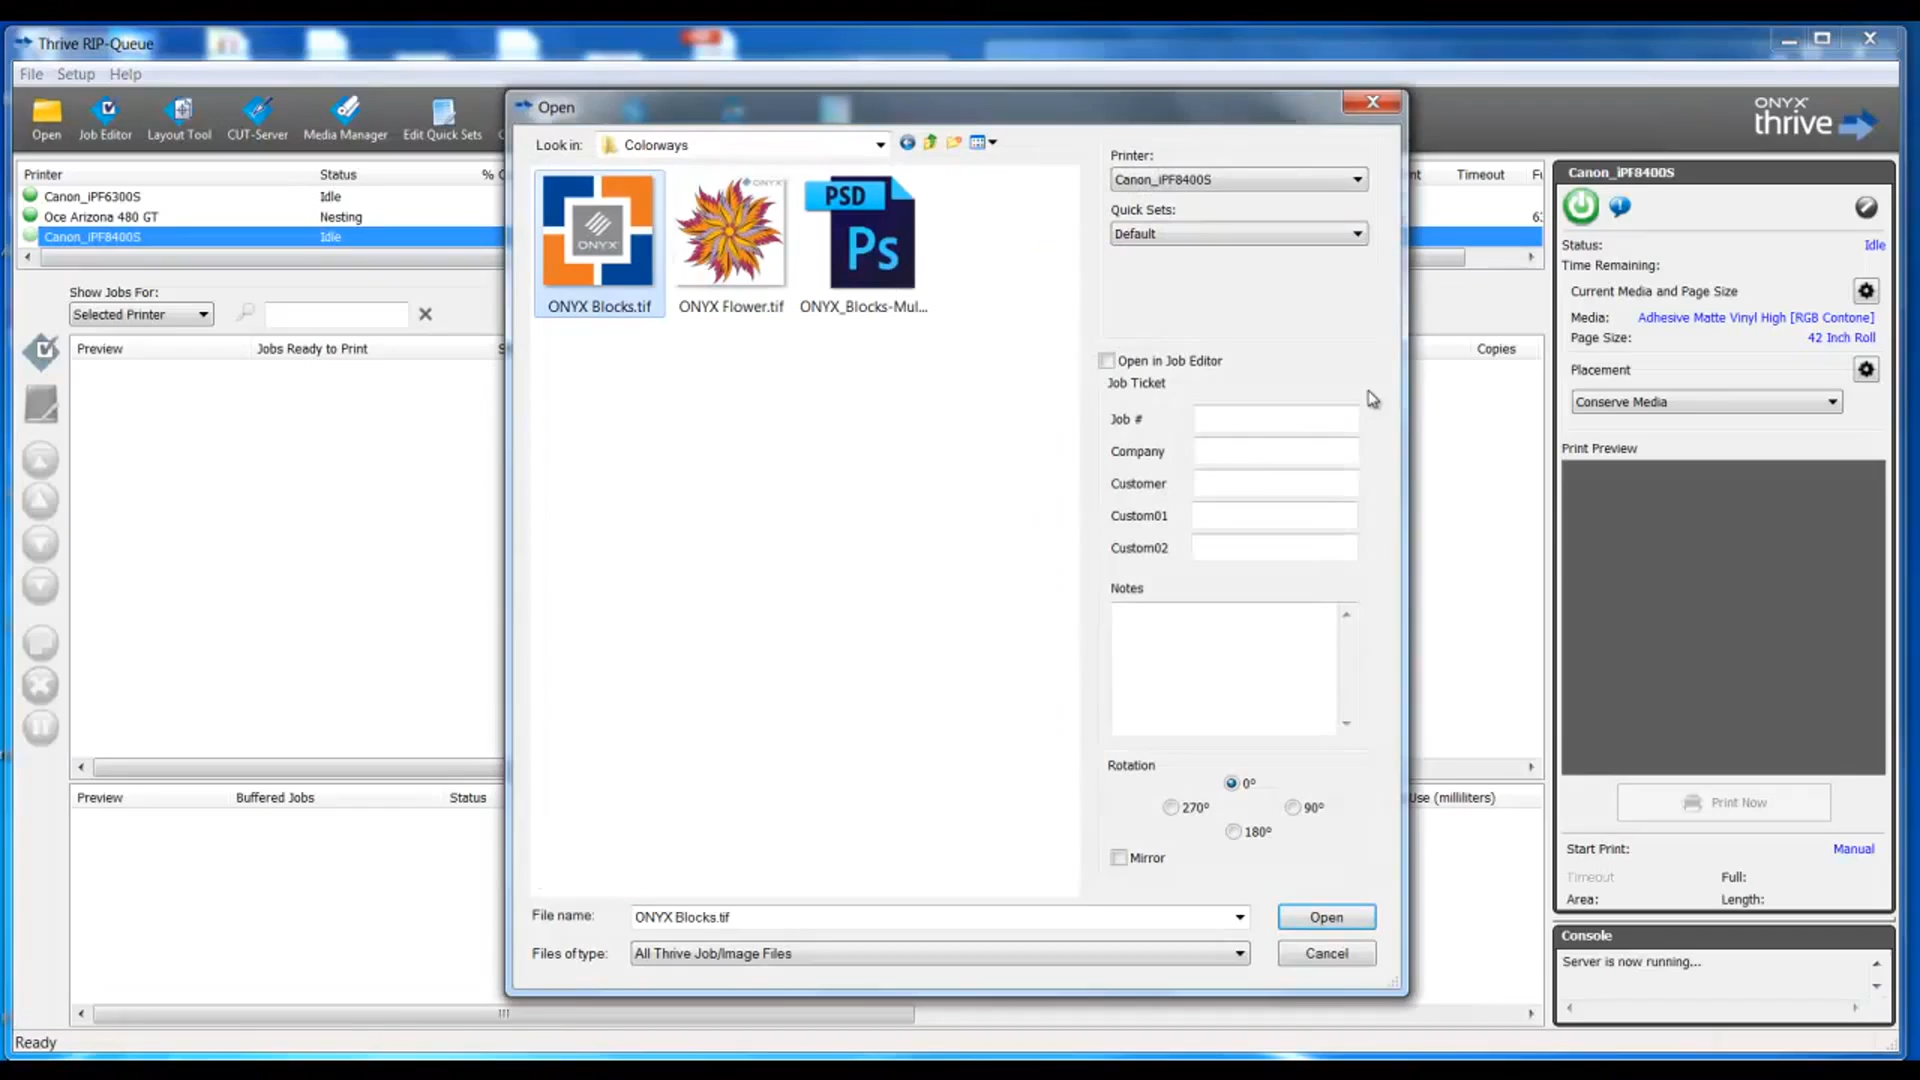 Thrive RIP-Queue
File Setup Help
Open Job Editor Layout Tool CUT-Server Media Manager Edit Quick Sets
ONYX
thrive
Printer Status %
Canon_iPF6300S Idle
Oce Arizona 480 GT Nesting
Canon_iPF8400S Idle
Timeout
Show Jobs For:
Selected Printer
Preview Jobs Ready to Print
Copies
Preview Buffered Jobs Status
Use (milliliters)
Ready
Open
Look in: Colorways
ONYX
ONYX
PSD
Ps
ONYX Blocks.tif ONYX Flower.tif ONYX_Blocks-Mul...
Printer:
Canon_iPF8400S
Quick Sets:
Default
Open in Job Editor
Job Ticket
Job #
Company
Customer
Custom01
Custom02
Notes
Rotation
0°
270° 90°
180°
Mirror
File name: ONYX Blocks.tif Open
Files of type: All Thrive Job/Image Files Cancel
Canon_iPF8400S
Status: Idle
Time Remaining:
Current Media and Page Size
Media: Adhesive Matte Vinyl High [RGB Contone]
Page Size: 42 Inch Roll
Placement
Conserve Media
Print Preview
Print Now
Start Print: Manual
Timeout Full:
Area: Length:
Console
Server is now running...